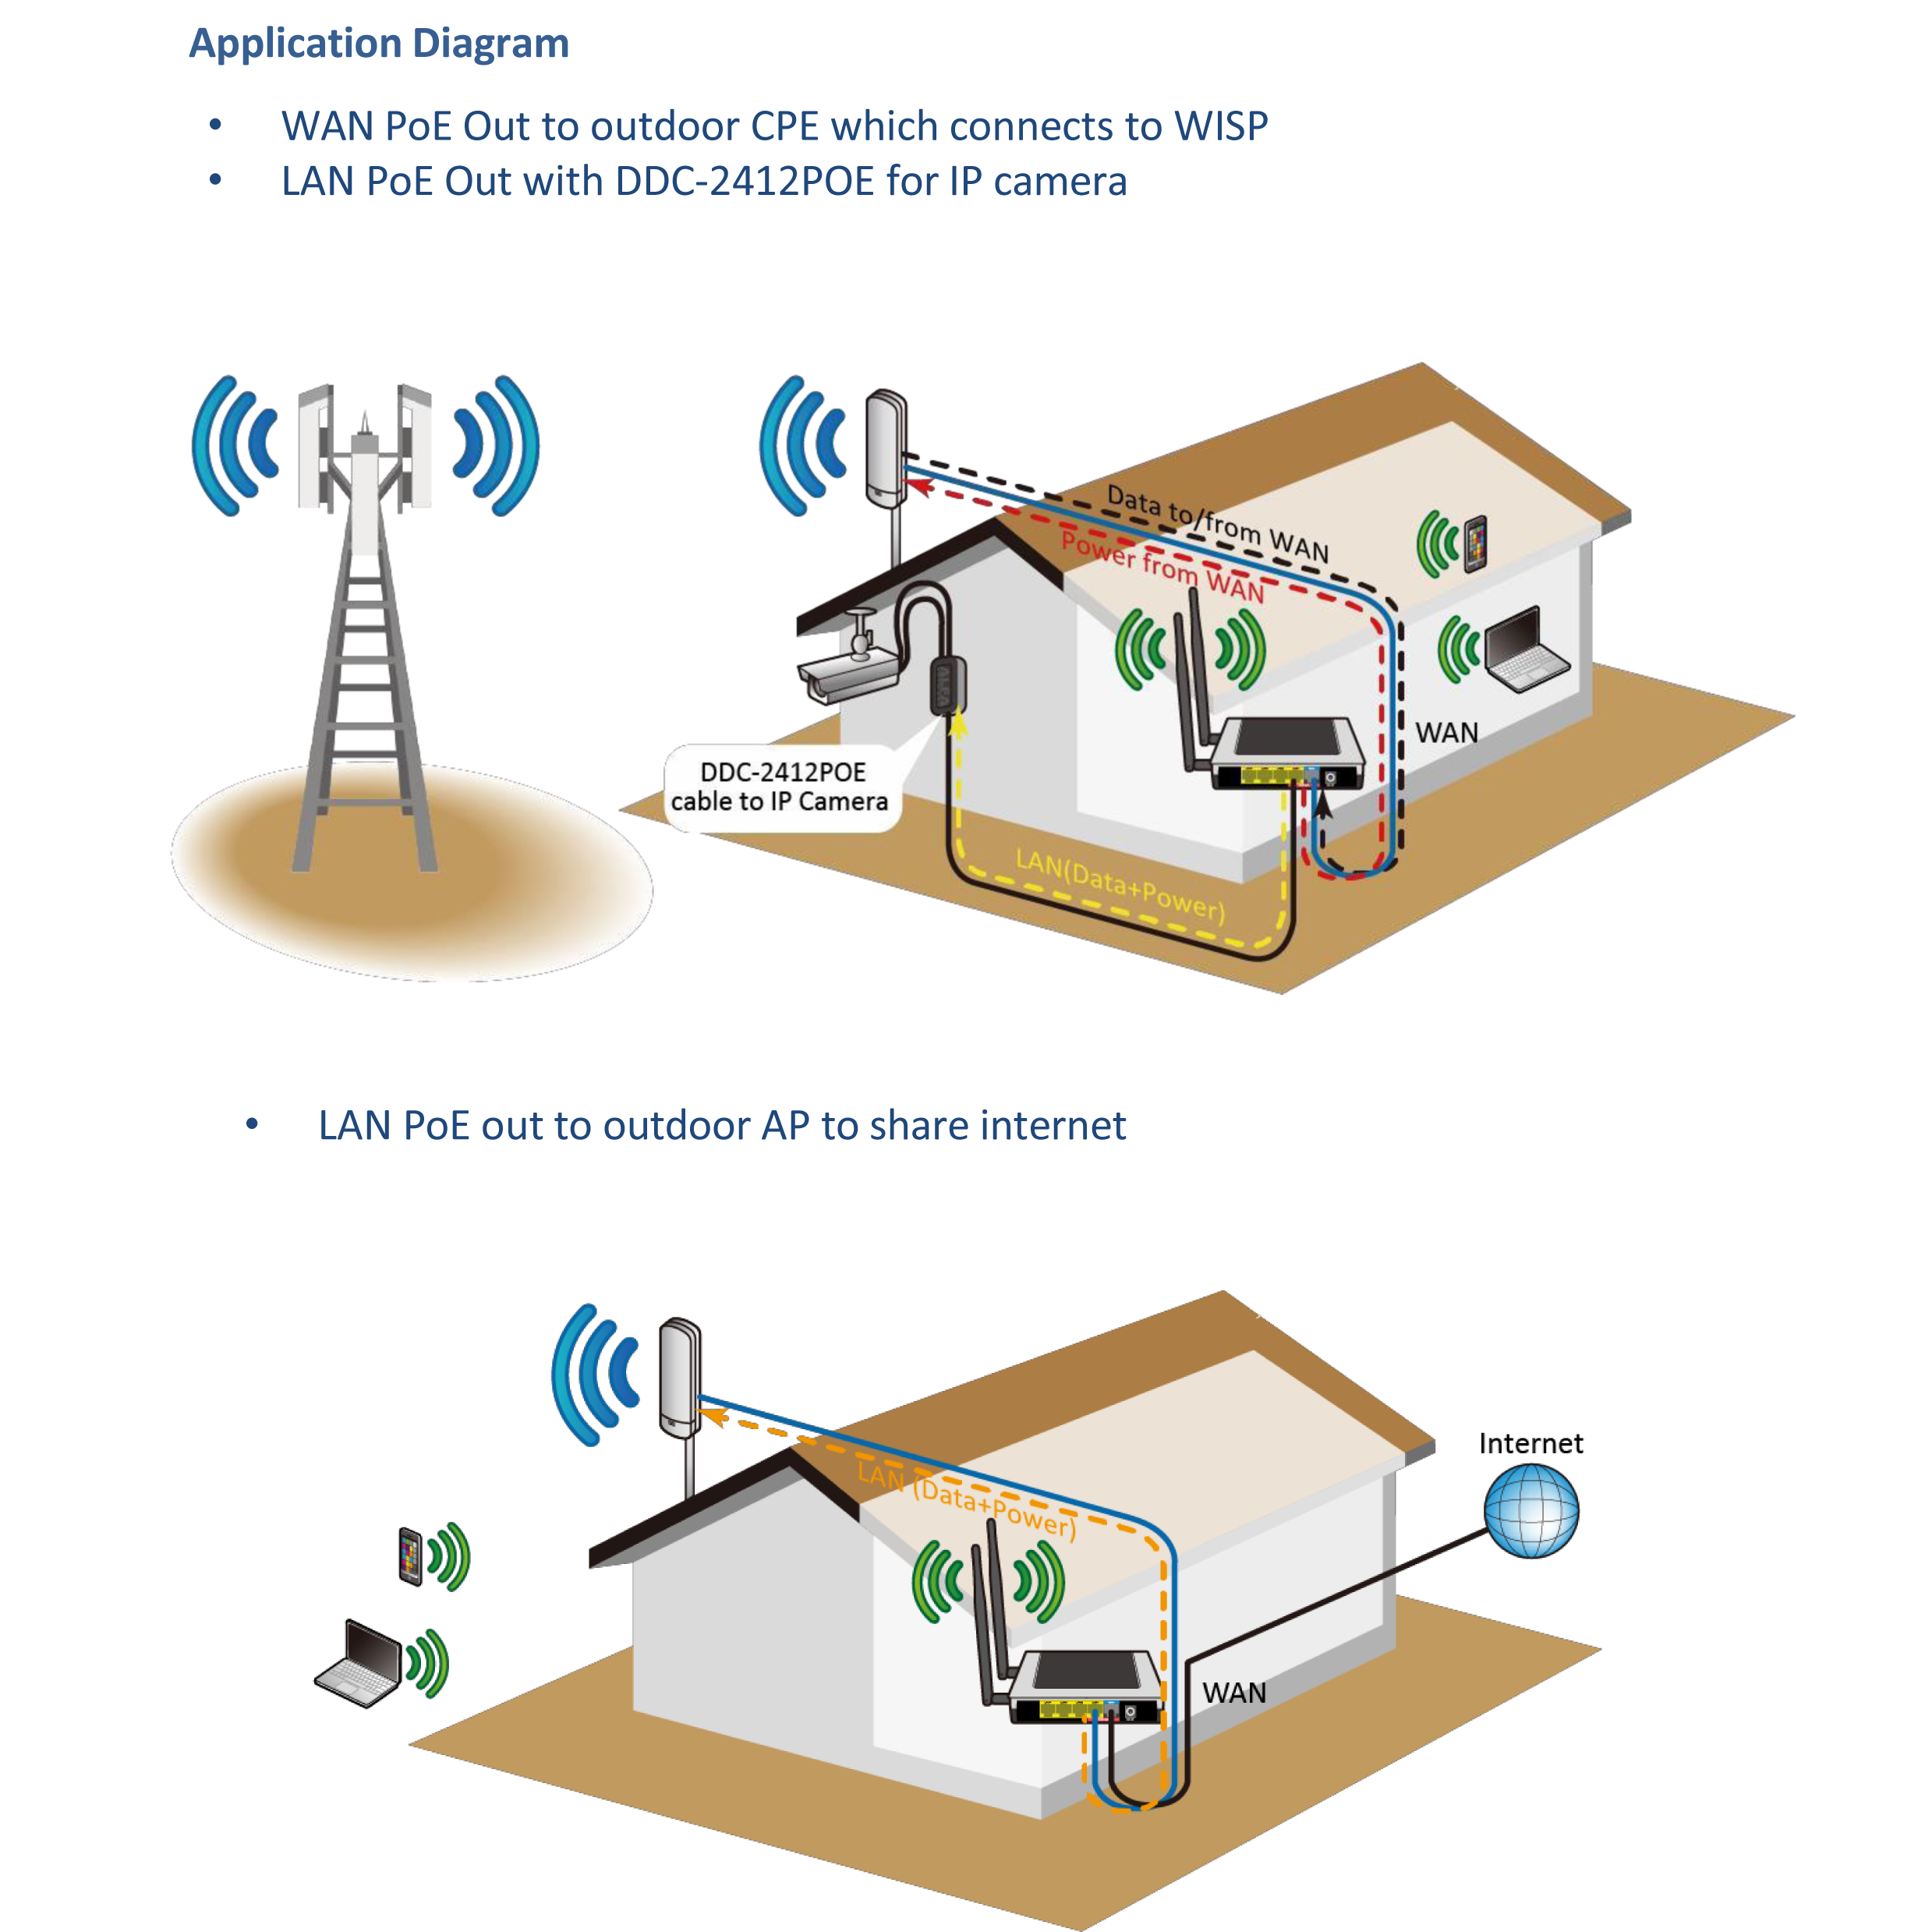 Application Diagram
• WAN PoE Out to outdoor CPE which connects to WISP
• LAN PoE Out with DDC-2412POE for IP camera
Data to/from WAN
Power from WAN
WAN
DDC-2412POE
cable to IP Camera
LAN(Data+Power)
• LAN PoE out to outdoor AP to share internet
Internet
LAN (Data+Power)
WAN